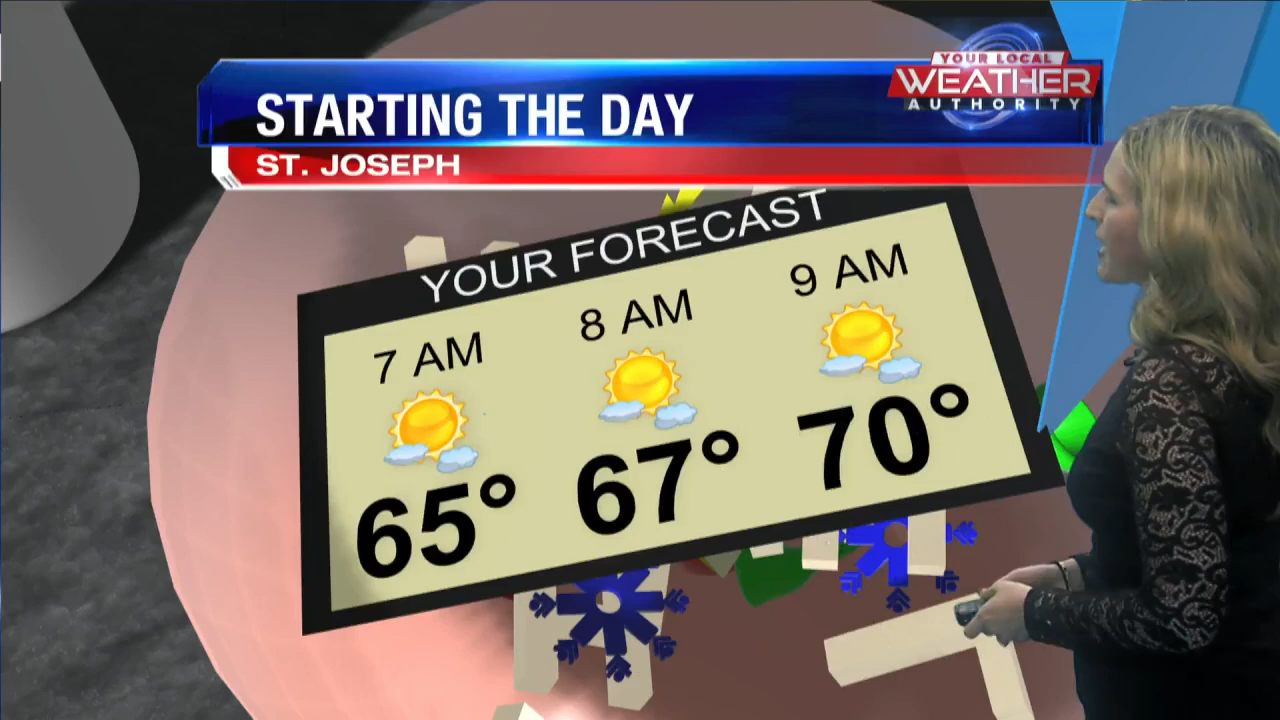 YOUR LOCAL
WEATHER
AUTHORITY
STARTING THE DAY
ST. JOSEPH
YOUR FORECAST
7 AM 8 AM 9 AM
65° 67° 70°